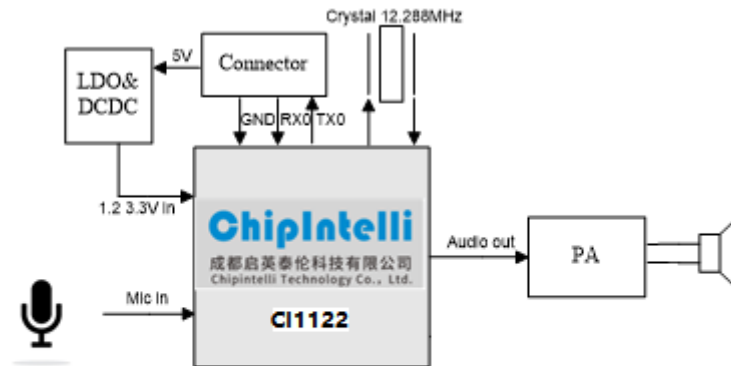 Crystal 12.288MHz
5V
Connector
LDO&
DCDC
GND RX0 TX0
1.2 3.3V In
ChipIntelli
成都启英泰伦科技有限公司
Chipintelli Technology Co., Ltd.
Audio out
PA
Mic In
CI1122